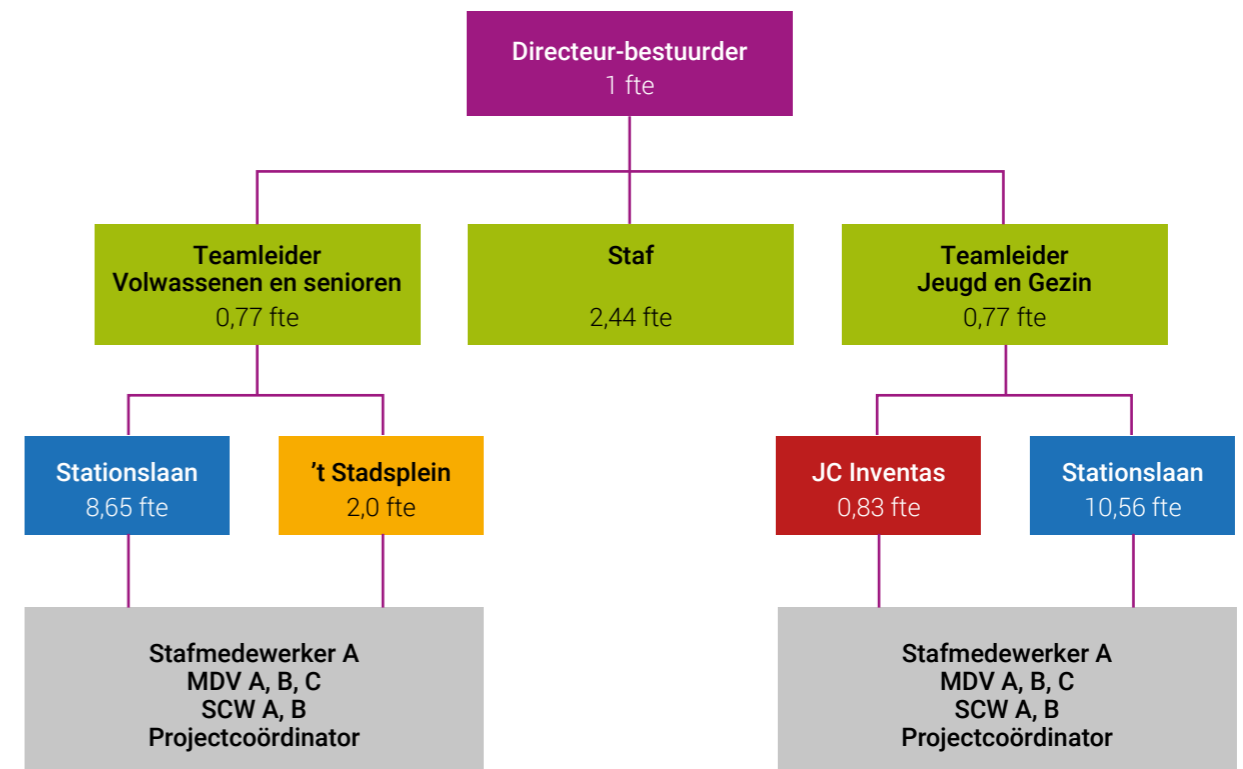 Directeur-bestuurder
1 fte
Teamleider
Volwassenen en senioren
0,77 fte
Staf
2,44 fte
Teamleider
Jeugd en Gezin
0,77 fte
Stationslaan
8,65 fte
’t Stadsplein
2,0 fte
JC Inventas
0,83 fte
Stationslaan
10,56 fte
Stafmedewerker A
MDV A, B, C
SCW A, B
Projectcoördinator
Stafmedewerker A
MDV A, B, C
SCW A, B
Projectcoördinator